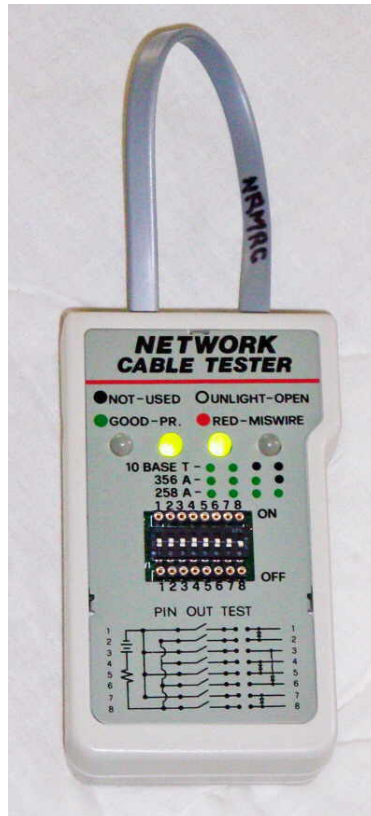 NRMRC
NETWORK
CABLE TESTER
NOT-USED UNLIGHT-OPEN
GOOD-PR. RED-MISWIRE
10 BASE T -
356 A -
258 A -
1 2 3 4 5 6 7 8 ON
OFF
1 2 3 4 5 6 7 8
PIN OUT TEST
1 1
2 2
3 3
4 4
5 5
6 6
7 7
8 8